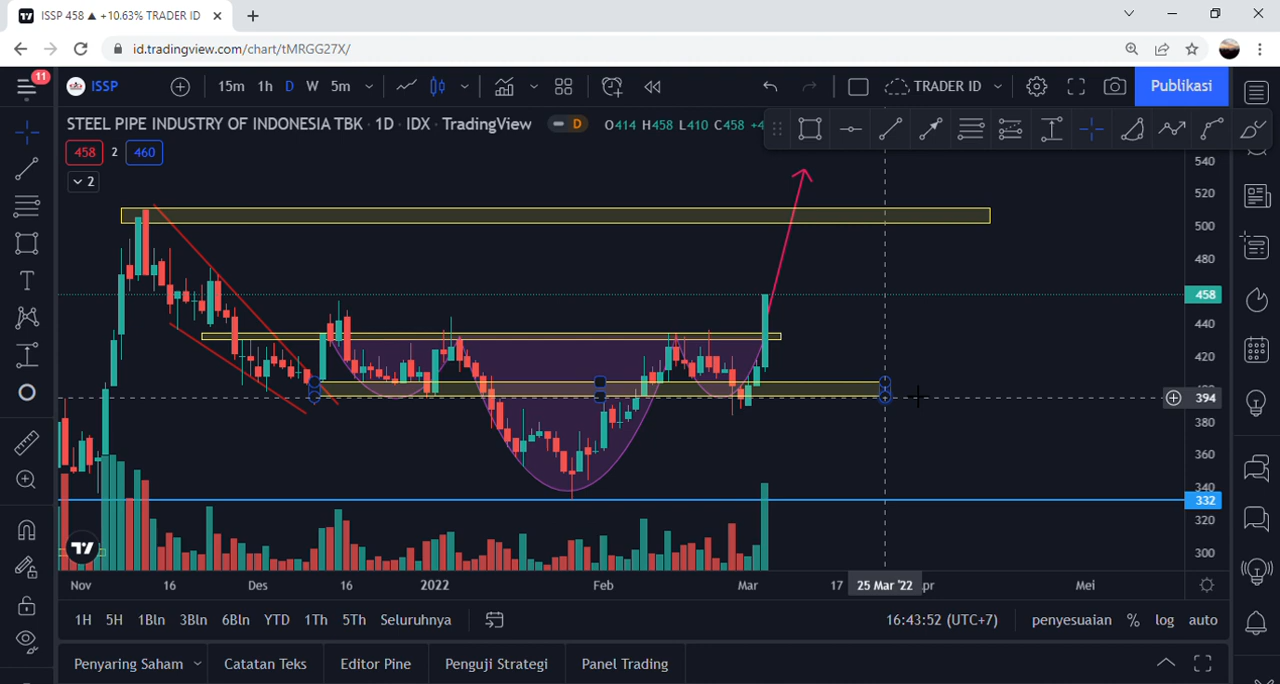 ISSP 458 ▲ +10.63% TRADER ID
id.tradingview.com/chart/tMRGG27X/
11
ISSP
15m 1h D W 5m
TRADER ID
Publikasi
STEEL PIPE INDUSTRY OF INDONESIA TBK · 1D · IDX · TradingView
D
O414 H458 L410 C458
458 2 460
2
540
520
500
480
458
440
420
394
380
360
340
332
320
300
Nov 16 Des 16 2022 Feb Mar 17 25 Mar '22 pr Mei
1H 5H 1Bln 3Bln 6Bln YTD 1Th 5Th Seluruhnya
16:43:52 (UTC+7) penyesuaian % log auto
Penyaring Saham Catatan Teks Editor Pine Penguji Strategi Panel Trading